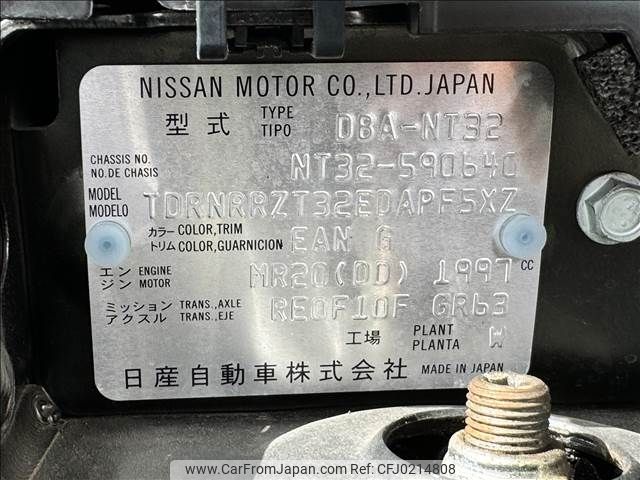 NISSAN MOTOR CO.,LTD. JAPAN
型式 TYPE TIPO DBA-NT32
CHASSIS NO. NO. DE CHASIS NT32-590640
MODEL MODELO TDRNRRZT32EDAPF5XZ
カラー COLOR,TRIM トリム COLOR,GUARNICION EAN G
エンジン ENGINE MOTOR MR20(DD) 1997 CC
ミッション TRANS.,AXLE アクスル TRANS.,EJE RE0F10F GR63
工場 PLANT PLANTA W
日産自動車株式会社 MADE IN JAPAN
www.CarFromJapan.com - Stock ID: CFJ0214808